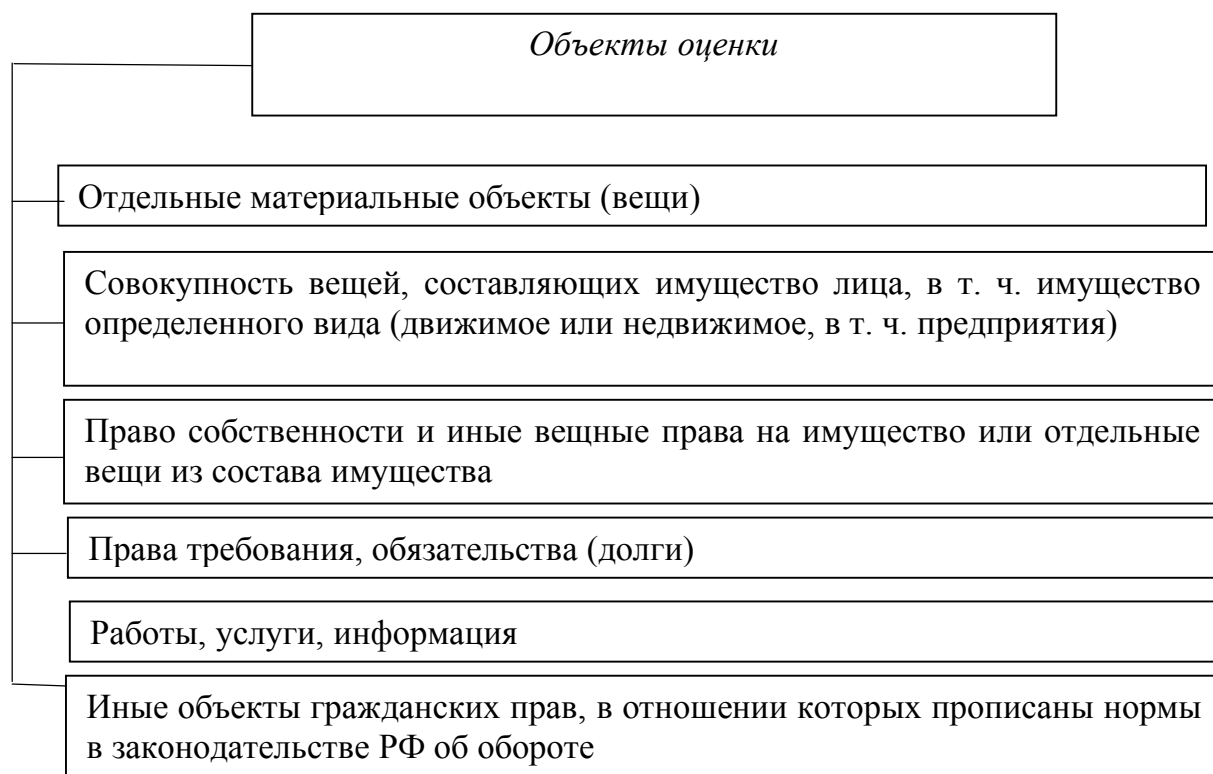 Объекты оценки
Отдельные материальные объекты (вещи)
Совокупность вещей, составляющих имущество лица, в т. ч. имущество
определенного вида (движимое или недвижимое, в т. ч. предприятия)
Право собственности и иные вещные права на имущество или отдельные
вещи из состава имущества
Права требования, обязательства (долги)
Работы, услуги, информация
Иные объекты гражданских прав, в отношении которых прописаны нормы
в законодательстве РФ об обороте